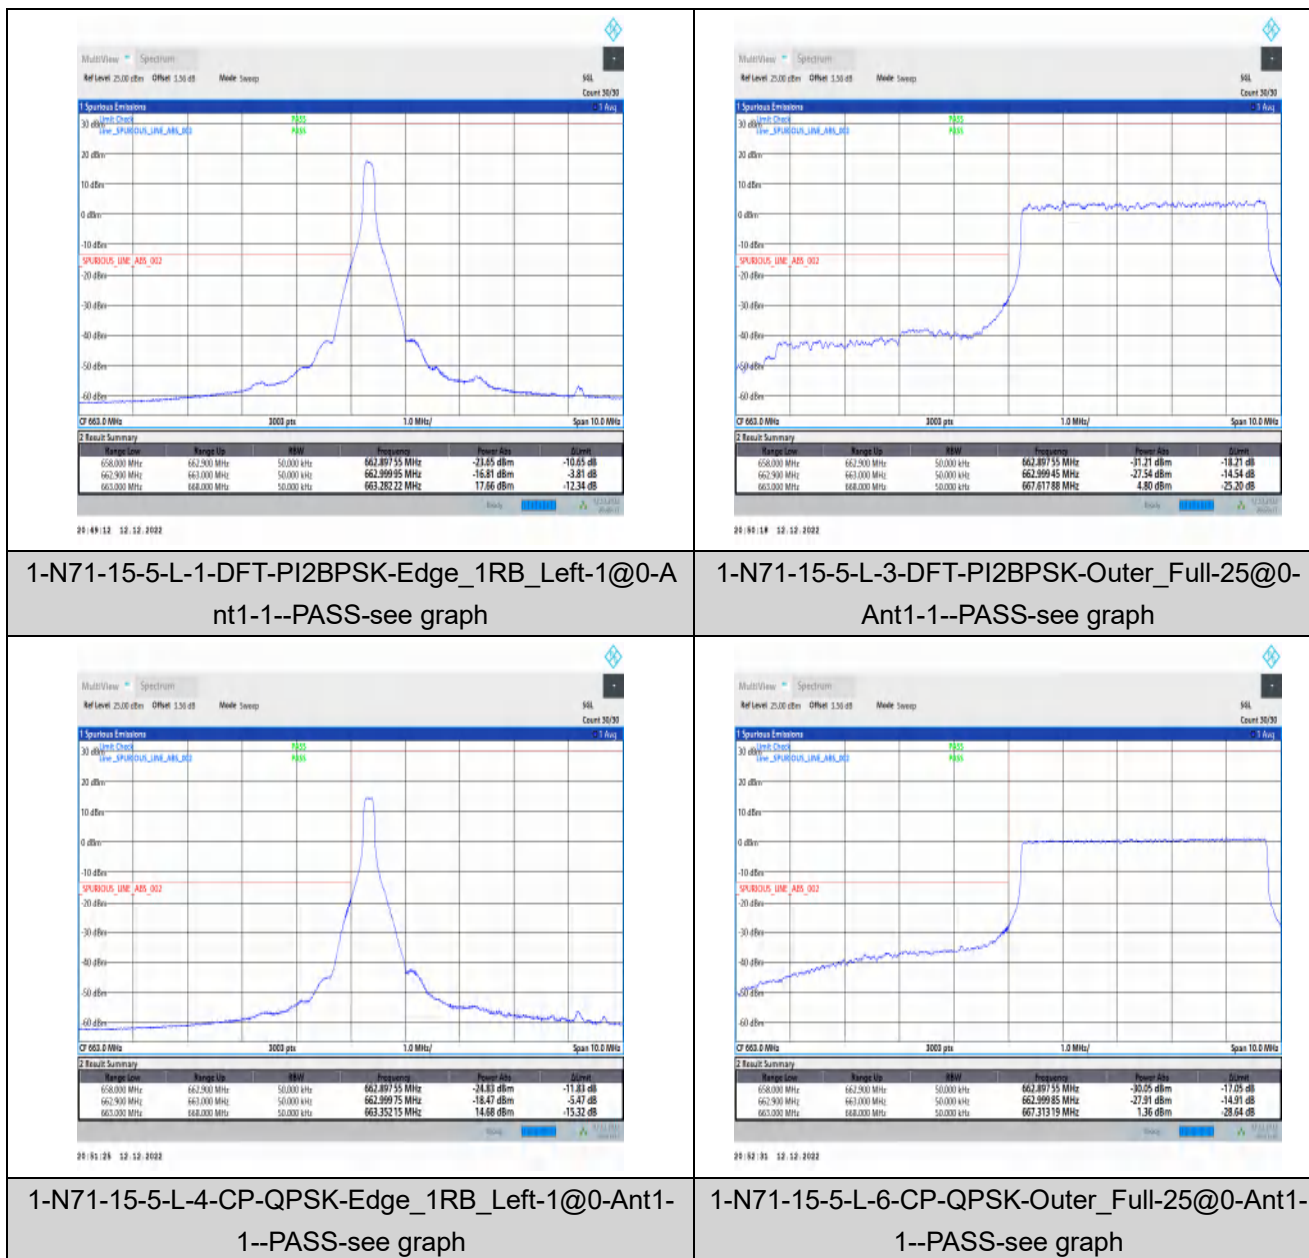 MultiView Spectrum
Ref Level 25.00 dBm Offset 3.50 dB Mode Sweep SGL
Count 30/30
1 Spurious Emissions 1 Avg
30 dBm Limit Check PASS
Line _SPURIOUS_LINE_ABS_002 PASS
20 dBm
10 dBm
0 dBm
-10 dBm
SPURIOUS_LINE_ABS_002
-20 dBm
-30 dBm
-40 dBm
-50 dBm
-60 dBm
CF 663.0 MHz 3003 pts 1.0 MHz/ Span 10.0 MHz
2 Result Summary
Range Low Range Up RBW Frequency Power Abs ΔLimit
658.000 MHz 662.900 MHz 50.000 kHz 662.89755 MHz -23.65 dBm -10.65 dB
662.900 MHz 663.000 MHz 50.000 kHz 662.99995 MHz -16.81 dBm -3.81 dB
663.000 MHz 668.000 MHz 50.000 kHz 663.28222 MHz 17.66 dBm -12.34 dB
20:49:12 12.12.2022
1-N71-15-5-L-1-DFT-PI2BPSK-Edge_1RB_Left-1@0-A
nt1-1--PASS-see graph
MultiView Spectrum
Ref Level 25.00 dBm Offset 3.50 dB Mode Sweep SGL
Count 30/30
1 Spurious Emissions 1 Avg
30 dBm Limit Check PASS
Line _SPURIOUS_LINE_ABS_002 PASS
20 dBm
10 dBm
0 dBm
-10 dBm
SPURIOUS_LINE_ABS_002
-20 dBm
-30 dBm
-40 dBm
-50 dBm
-60 dBm
CF 663.0 MHz 3003 pts 1.0 MHz/ Span 10.0 MHz
2 Result Summary
Range Low Range Up RBW Frequency Power Abs ΔLimit
658.000 MHz 662.900 MHz 50.000 kHz 662.89755 MHz -31.21 dBm -18.21 dB
662.900 MHz 663.000 MHz 50.000 kHz 662.99945 MHz -27.54 dBm -14.54 dB
663.000 MHz 668.000 MHz 50.000 kHz 667.61788 MHz 4.80 dBm -25.20 dB
20:50:18 12.12.2022
1-N71-15-5-L-3-DFT-PI2BPSK-Outer_Full-25@0-
Ant1-1--PASS-see graph
MultiView Spectrum
Ref Level 25.00 dBm Offset 3.50 dB Mode Sweep SGL
Count 30/30
1 Spurious Emissions 1 Avg
30 dBm Limit Check PASS
Line _SPURIOUS_LINE_ABS_002 PASS
20 dBm
10 dBm
0 dBm
-10 dBm
SPURIOUS_LINE_ABS_002
-20 dBm
-30 dBm
-40 dBm
-50 dBm
-60 dBm
CF 663.0 MHz 3003 pts 1.0 MHz/ Span 10.0 MHz
2 Result Summary
Range Low Range Up RBW Frequency Power Abs ΔLimit
658.000 MHz 662.900 MHz 50.000 kHz 662.89755 MHz -24.83 dBm -11.83 dB
662.900 MHz 663.000 MHz 50.000 kHz 662.99975 MHz -18.47 dBm -5.47 dB
663.000 MHz 668.000 MHz 50.000 kHz 663.35215 MHz 14.68 dBm -15.32 dB
20:51:25 12.12.2022
1-N71-15-5-L-4-CP-QPSK-Edge_1RB_Left-1@0-Ant1-
1--PASS-see graph
MultiView Spectrum
Ref Level 25.00 dBm Offset 3.50 dB Mode Sweep SGL
Count 30/30
1 Spurious Emissions 1 Avg
30 dBm Limit Check PASS
Line _SPURIOUS_LINE_ABS_002 PASS
20 dBm
10 dBm
0 dBm
-10 dBm
SPURIOUS_LINE_ABS_002
-20 dBm
-30 dBm
-40 dBm
-50 dBm
-60 dBm
CF 663.0 MHz 3003 pts 1.0 MHz/ Span 10.0 MHz
2 Result Summary
Range Low Range Up RBW Frequency Power Abs ΔLimit
658.000 MHz 662.900 MHz 50.000 kHz 662.89755 MHz -30.05 dBm -17.05 dB
662.900 MHz 663.000 MHz 50.000 kHz 662.99985 MHz -27.91 dBm -14.91 dB
663.000 MHz 668.000 MHz 50.000 kHz 667.31319 MHz 1.36 dBm -28.64 dB
20:52:31 12.12.2022
1-N71-15-5-L-6-CP-QPSK-Outer_Full-25@0-Ant1-
1--PASS-see graph